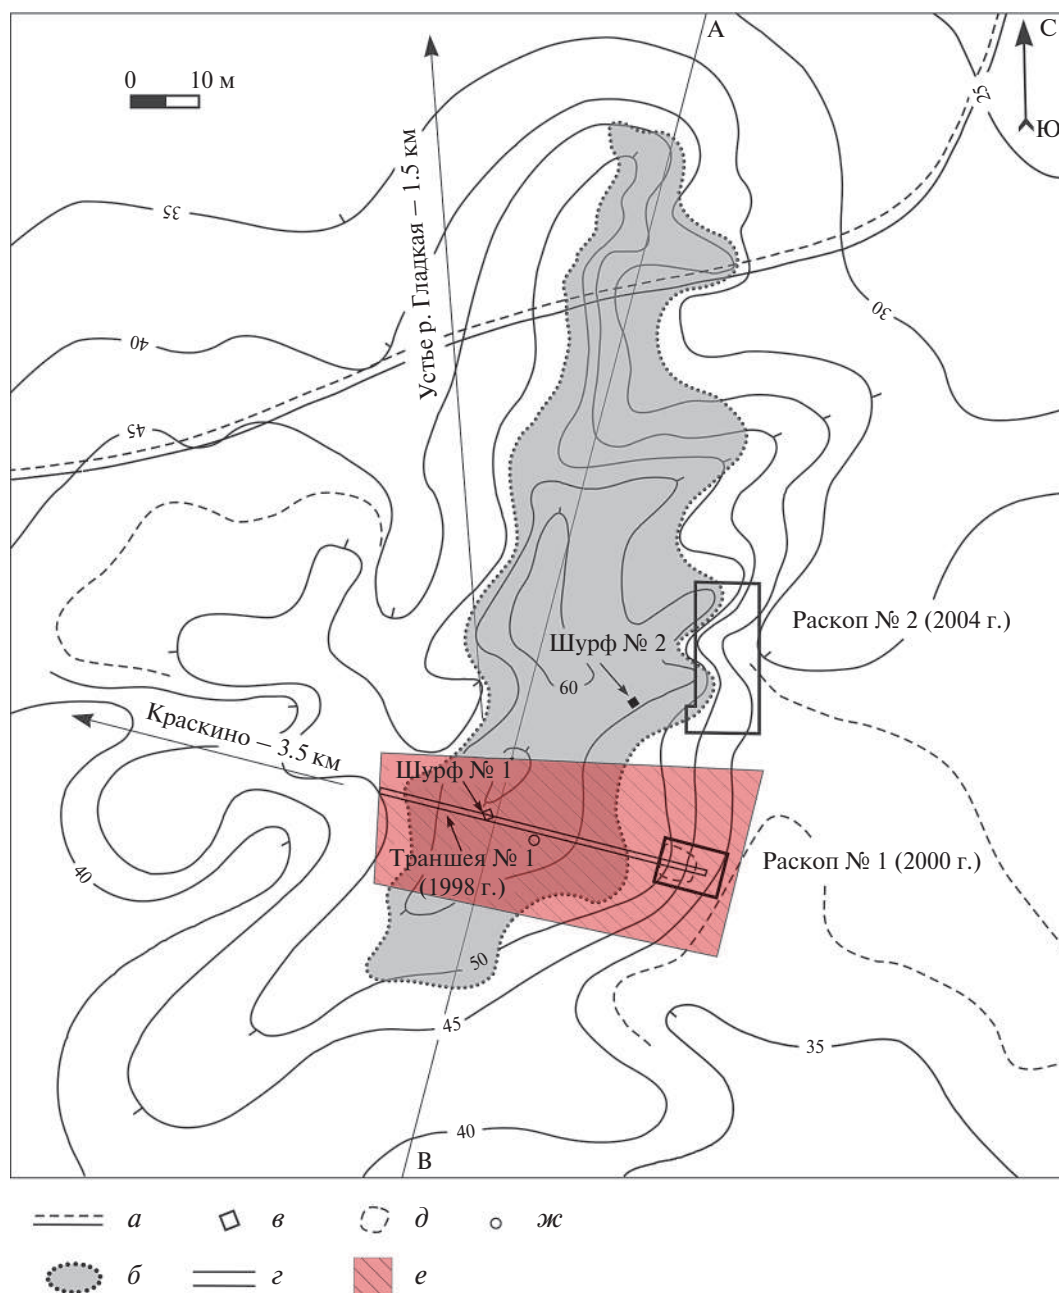 А
С
0 10 м
Ю
25
Устье р. Гладкая – 1.5 км
35
30
40
45
Раскоп № 2 (2004 г.)
Шурф № 2
60
Краскино – 3.5 км
Шурф № 1
Траншея № 1
(1998 г.)
Раскоп № 1 (2000 г.)
40
50
45
35
40
В
а в д ж
б г е